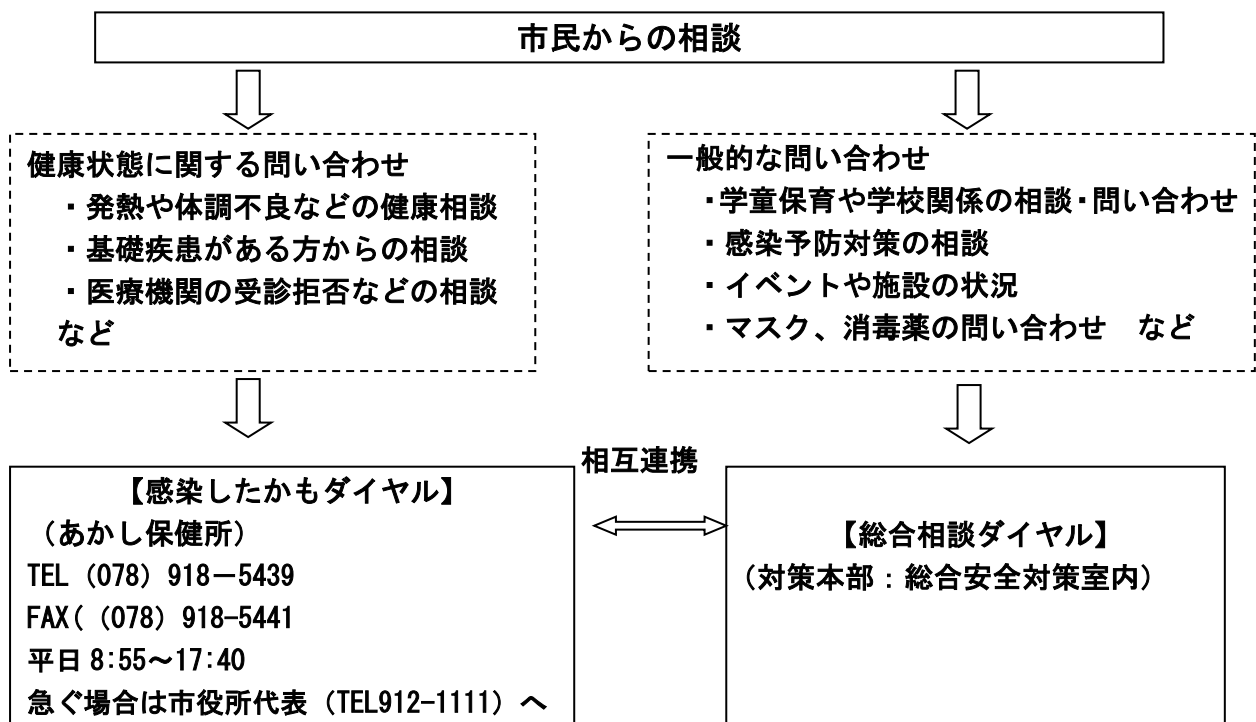 市民からの相談
健康状態に関する問い合わせ
・発熱や体調不良などの健康相談
・基礎疾患がある方からの相談
・医療機関の受診拒否などの相談
など
一般的な問い合わせ
・学童保育や学校関係の相談・問い合わせ
・感染予防対策の相談
・イベントや施設の状況
・マスク、消毒薬の問い合わせ　など
相互連携
【感染したかもダイヤル】
（あかし保健所）
TEL（078）918－5439
FAX(（078）918-5441
平日 8:55～17:40
急ぐ場合は市役所代表（TEL912-1111）へ
【総合相談ダイヤル】
（対策本部：総合安全対策室内）